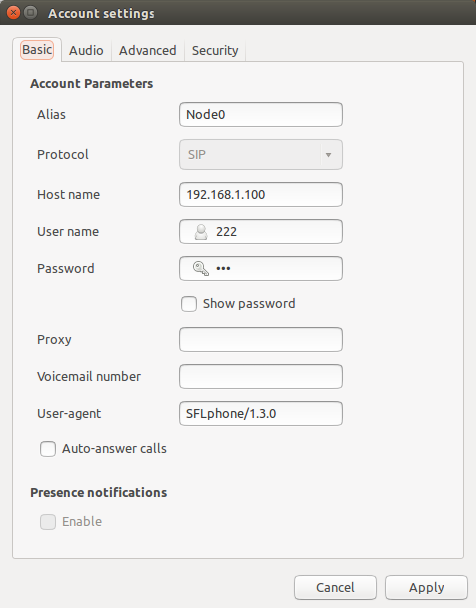 Account settings
Basic Audio Advanced Security
Account Parameters
Alias Node0
Protocol SIP
Host name 192.168.1.100
User name 222
Password •••
Show password
Proxy
Voicemail number
User-agent SFLphone/1.3.0
Auto-answer calls
Presence notifications
Enable
Cancel Apply